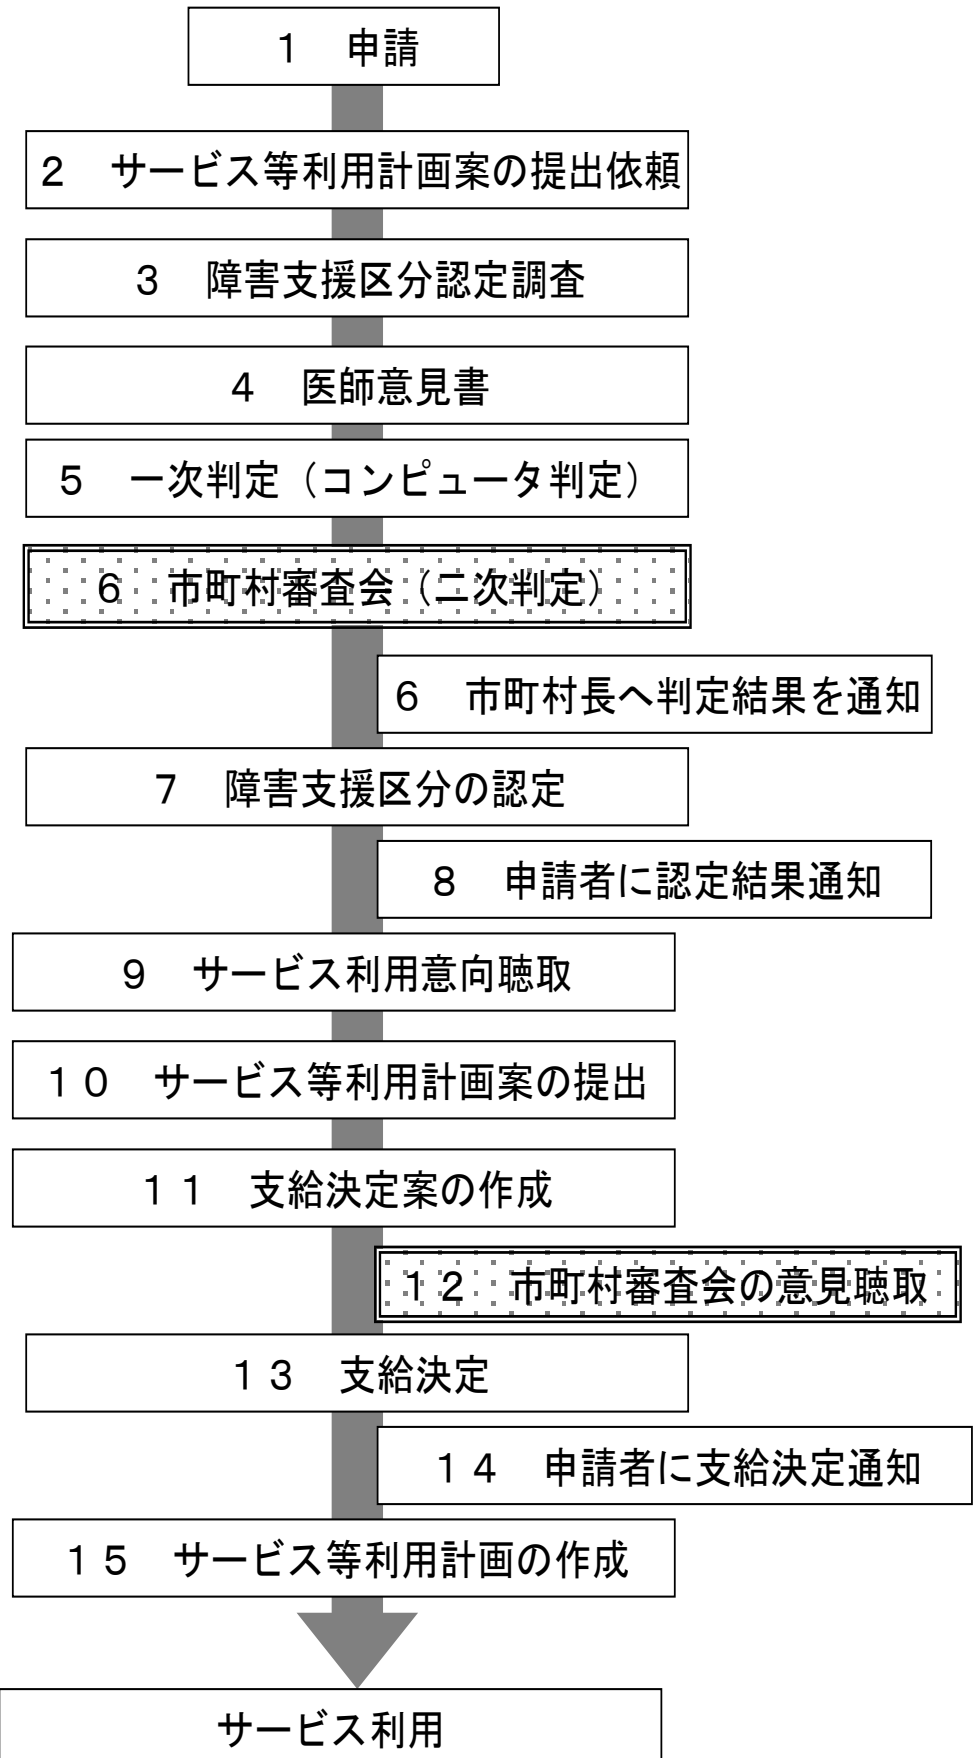 １　申請
２　サービス等利用計画案の提出依頼
３　障害支援区分認定調査
４　医師意見書
５　一次判定（コンピュータ判定）
６　市町村審査会（二次判定）
６　市町村長へ判定結果を通知
７　障害支援区分の認定
８　申請者に認定結果通知
９　サービス利用意向聴取
１０　サービス等利用計画案の提出
１１　支給決定案の作成
１２　市町村審査会の意見聴取
１３　支給決定
１４　申請者に支給決定通知
１５　サービス等利用計画の作成
サービス利用